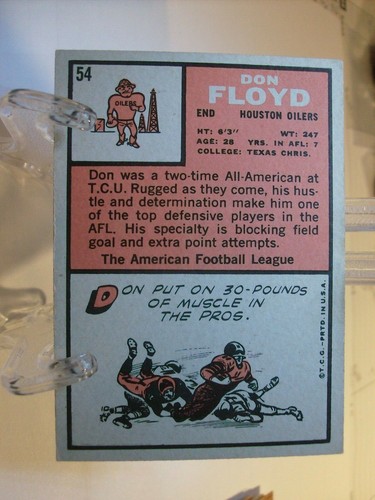 54
OILERS
DON
FLOYD
END HOUSTON OILERS
HT: 6'3" WT: 247
AGE: 28 YRS. IN AFL: 7
COLLEGE: TEXAS CHRIS.
Don was a two-time All-American at
T.C.U. Rugged as they come, his hus-
tle and determination make him one
of the top defensive players in the
AFL. His specialty is blocking field
goal and extra point attempts.
The American Football League
DON PUT ON 30-POUNDS
OF MUSCLE IN
THE PROS.
©T.C.G.—PRTD. IN U.S.A.